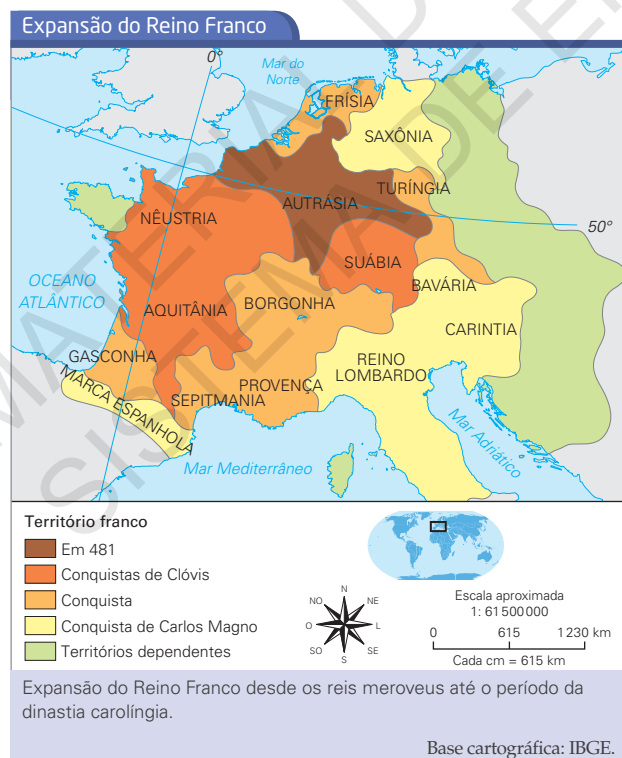 Expansão do Reino Franco
0°
Mar do
Norte
FRÍSIA
SAXÔNIA
TURÍNGIA
AUTRÁSIA
NÊUSTRIA
50°
SUÁBIA
OCEANO
ATLÂNTICO
BAVÁRIA
BORGONHA
AQUITÂNIA
CARINTIA
GASCONHA
REINO
LOMBARDO
PROVENÇA
MARCA ESPANHOLA
SEPITMANIA
Mar Adriático
Mar Mediterrâneo
Território franco
Em 481
Conquistas de Clóvis
Conquista
Conquista de Carlos Magno
Territórios dependentes
N
NO
NE
O
L
SO
SE
S
Escala aproximada
1: 61 500 000
0 615 1 230 km
Cada cm = 615 km
Expansão do Reino Franco desde os reis meroveus até o período da
dinastia carolíngia.
Base cartográfica: IBGE.
MATERIAL DE
SISTEMA DE